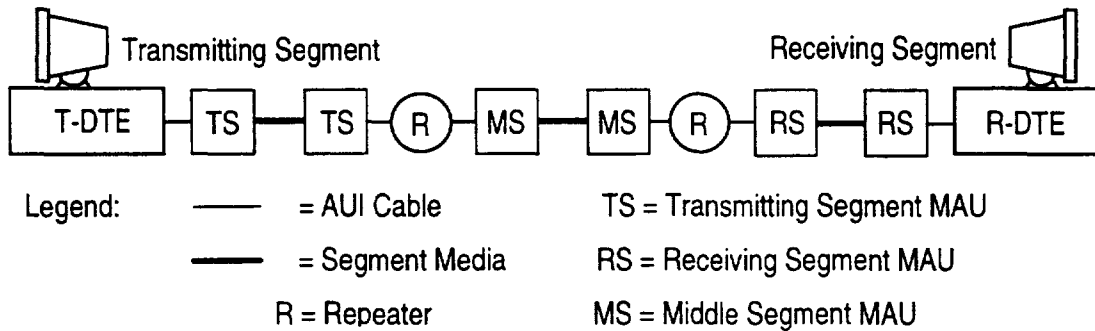 Transmitting Segment
Receiving Segment
T-DTE TS TS R MS MS R RS RS R-DTE
Legend: = AUI Cable TS = Transmitting Segment MAU
= Segment Media RS = Receiving Segment MAU
R = Repeater MS = Middle Segment MAU